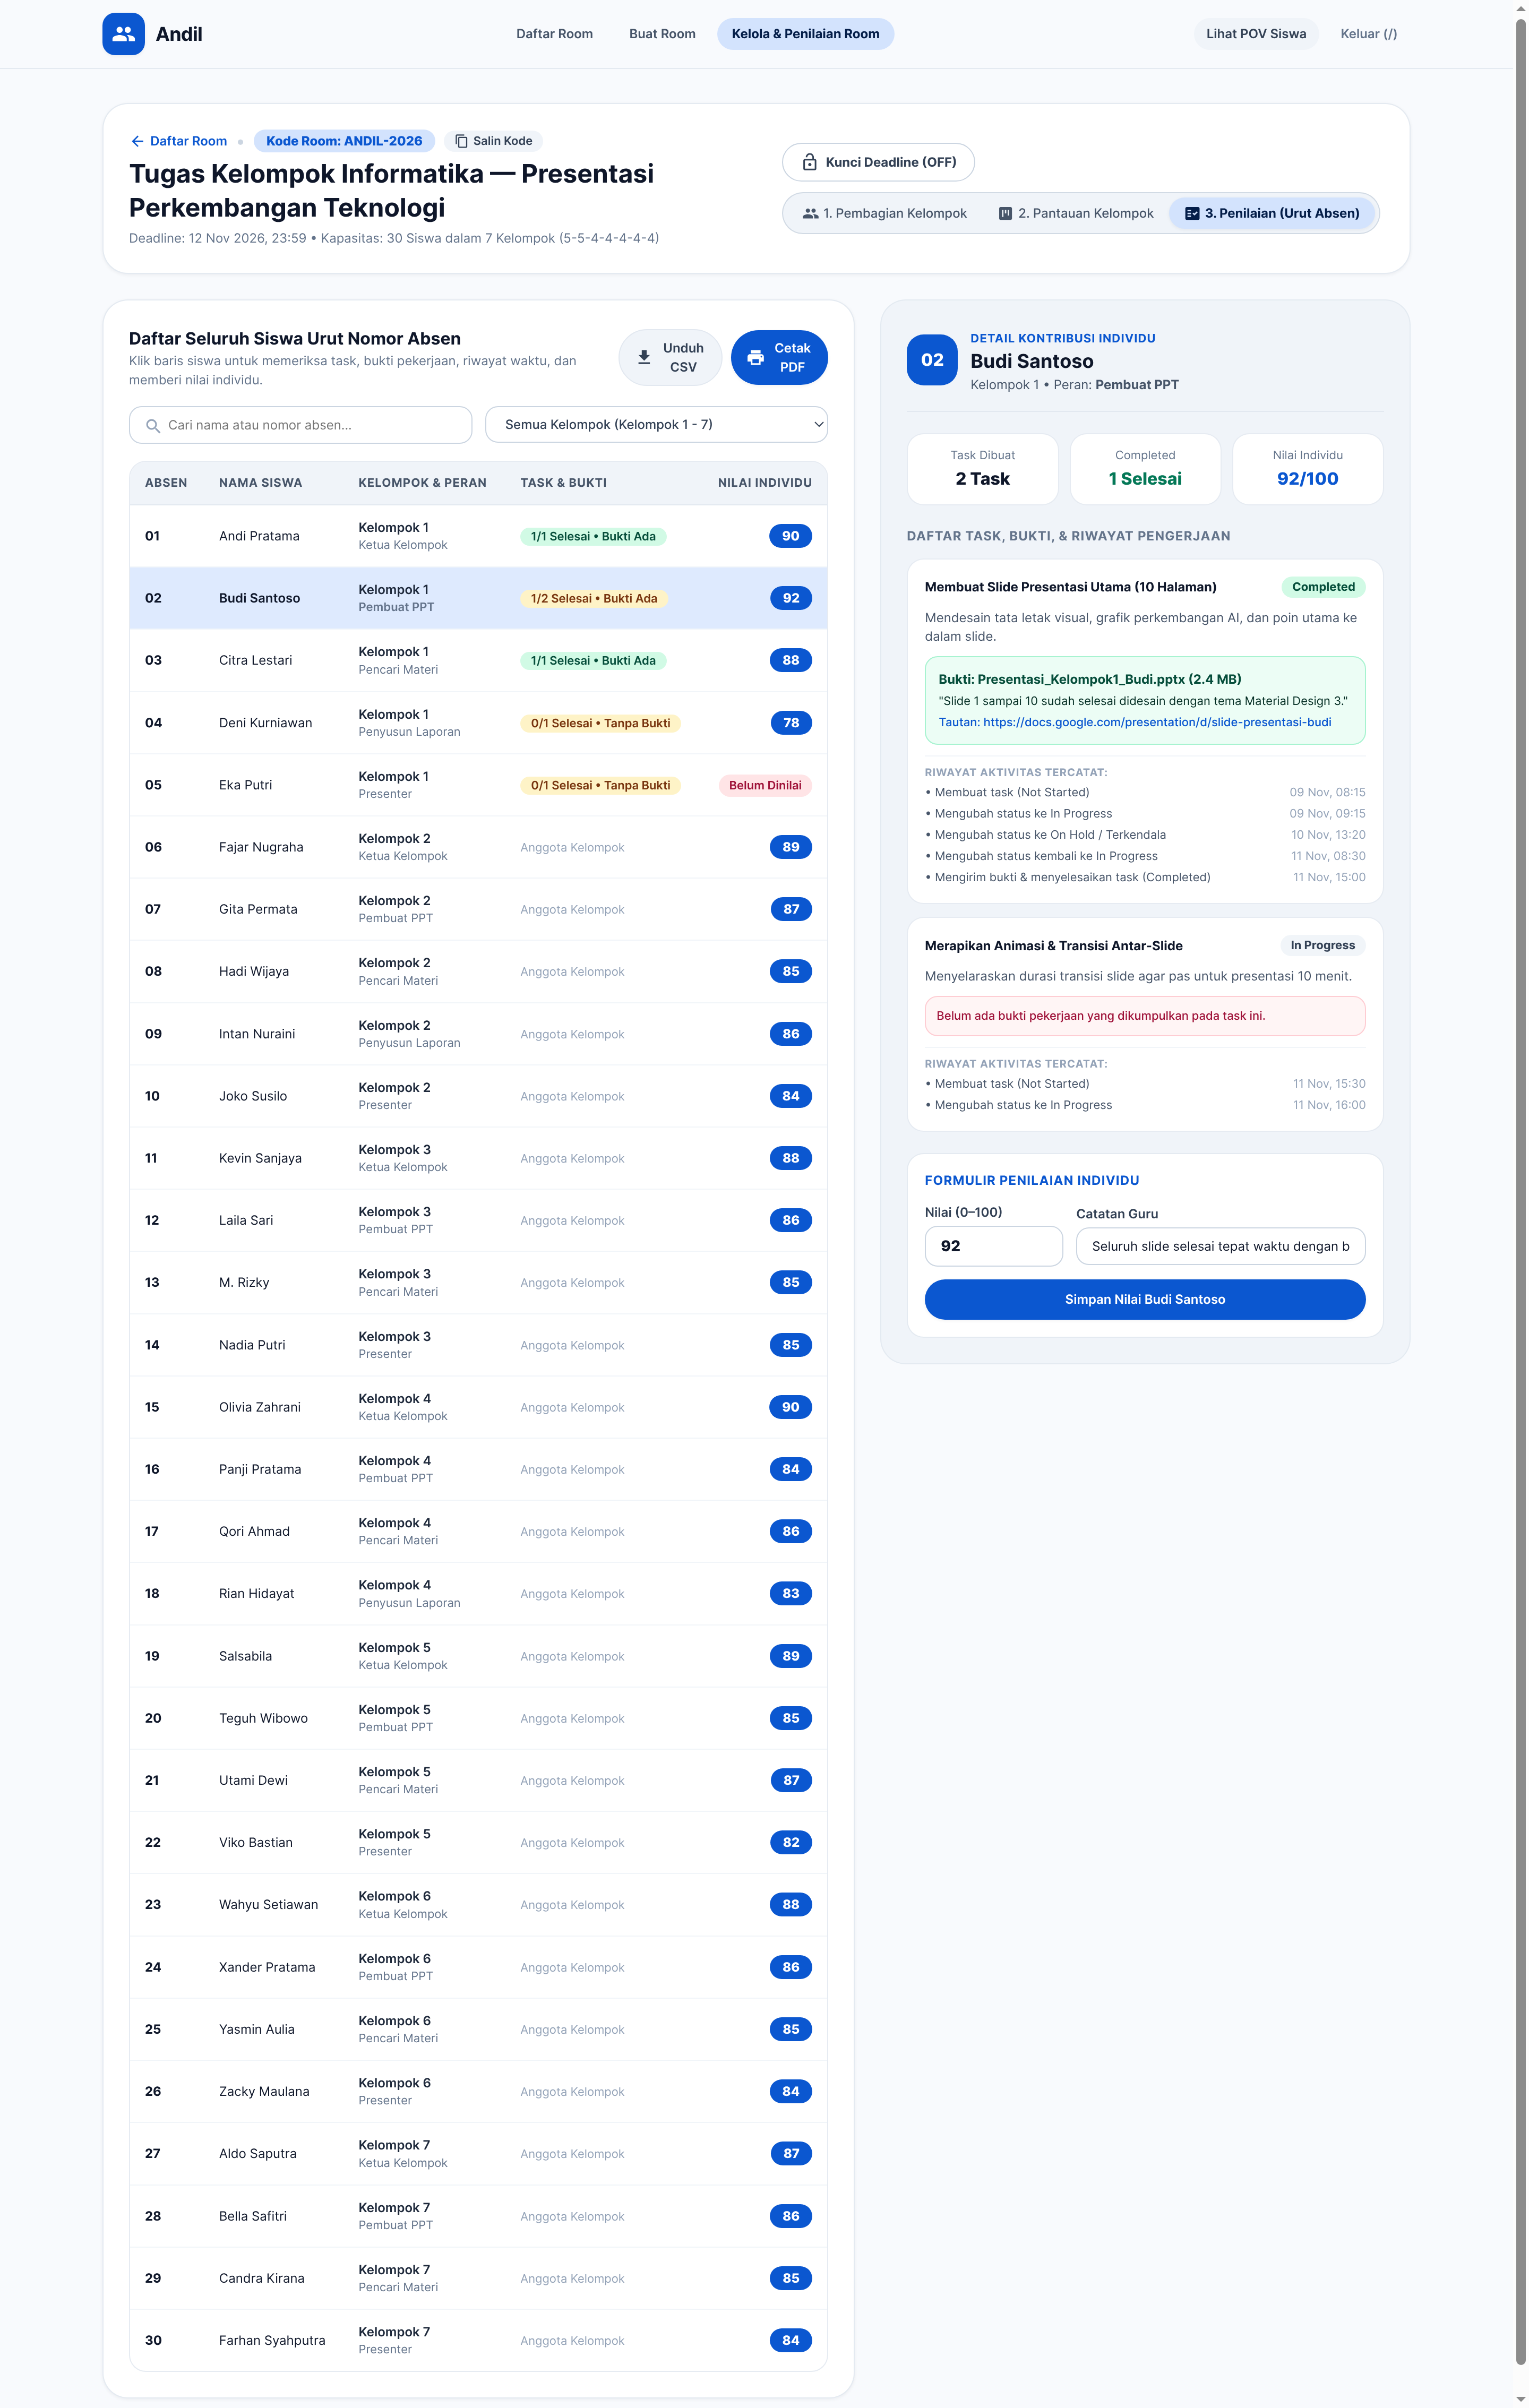 Andil
Daftar Room
Buat Room
Kelola & Penilaian Room
Lihat POV Siswa
Keluar (/)
Daftar Room
Kode Room: ANDIL-2026
Salin Kode
Tugas Kelompok Informatika — Presentasi
Perkembangan Teknologi
Deadline: 12 Nov 2026, 23:59 • Kapasitas: 30 Siswa dalam 7 Kelompok (5-5-4-4-4-4-4)
Kunci Deadline (OFF)
1. Pembagian Kelompok
2. Pantauan Kelompok
3. Penilaian (Urut Absen)
Daftar Seluruh Siswa Urut Nomor Absen
Klik baris siswa untuk memeriksa task, bukti pekerjaan, riwayat waktu, dan
memberi nilai individu.
Unduh
CSV
Cetak
PDF
Cari nama atau nomor absen...
Semua Kelompok (Kelompok 1 - 7)
ABSEN NAMA SISWA KELOMPOK & PERAN TASK & BUKTI NILAI INDIVIDU
01 Andi Pratama Kelompok 1 1/1 Selesai • Bukti Ada 90
Ketua Kelompok
02 Budi Santoso Kelompok 1 1/2 Selesai • Bukti Ada 92
Pembuat PPT
03 Citra Lestari Kelompok 1 1/1 Selesai • Bukti Ada 88
Pencari Materi
04 Deni Kurniawan Kelompok 1 0/1 Selesai • Tanpa Bukti 78
Penyusun Laporan
05 Eka Putri Kelompok 1 0/1 Selesai • Tanpa Bukti Belum Dinilai
Presenter
06 Fajar Nugraha Kelompok 2 Anggota Kelompok 89
Ketua Kelompok
07 Gita Permata Kelompok 2 Anggota Kelompok 87
Pembuat PPT
08 Hadi Wijaya Kelompok 2 Anggota Kelompok 85
Pencari Materi
09 Intan Nuraini Kelompok 2 Anggota Kelompok 86
Penyusun Laporan
10 Joko Susilo Kelompok 2 Anggota Kelompok 84
Presenter
11 Kevin Sanjaya Kelompok 3 Anggota Kelompok 88
Ketua Kelompok
12 Laila Sari Kelompok 3 Anggota Kelompok 86
Pembuat PPT
13 M. Rizky Kelompok 3 Anggota Kelompok 85
Pencari Materi
14 Nadia Putri Kelompok 3 Anggota Kelompok 85
Presenter
15 Olivia Zahrani Kelompok 4 Anggota Kelompok 90
Ketua Kelompok
16 Panji Pratama Kelompok 4 Anggota Kelompok 84
Pembuat PPT
17 Qori Ahmad Kelompok 4 Anggota Kelompok 86
Pencari Materi
18 Rian Hidayat Kelompok 4 Anggota Kelompok 83
Penyusun Laporan
19 Salsabila Kelompok 5 Anggota Kelompok 89
Ketua Kelompok
20 Teguh Wibowo Kelompok 5 Anggota Kelompok 85
Pembuat PPT
21 Utami Dewi Kelompok 5 Anggota Kelompok 87
Pencari Materi
22 Viko Bastian Kelompok 5 Anggota Kelompok 82
Presenter
23 Wahyu Setiawan Kelompok 6 Anggota Kelompok 88
Ketua Kelompok
24 Xander Pratama Kelompok 6 Anggota Kelompok 86
Pembuat PPT
25 Yasmin Aulia Kelompok 6 Anggota Kelompok 85
Pencari Materi
26 Zacky Maulana Kelompok 6 Anggota Kelompok 84
Presenter
27 Aldo Saputra Kelompok 7 Anggota Kelompok 87
Ketua Kelompok
28 Bella Safitri Kelompok 7 Anggota Kelompok 86
Pembuat PPT
29 Candra Kirana Kelompok 7 Anggota Kelompok 85
Pencari Materi
30 Farhan Syahputra Kelompok 7 Anggota Kelompok 84
Presenter
02
DETAIL KONTRIBUSI INDIVIDU
Budi Santoso
Kelompok 1 • Peran: Pembuat PPT
Task Dibuat
2 Task
Completed
1 Selesai
Nilai Individu
92/100
DAFTAR TASK, BUKTI, & RIWAYAT PENGERJAAN
Membuat Slide Presentasi Utama (10 Halaman) Completed
Mendesain tata letak visual, grafik perkembangan AI, dan poin utama ke
dalam slide.
Bukti: Presentasi_Kelompok1_Budi.pptx (2.4 MB)
"Slide 1 sampai 10 sudah selesai didesain dengan tema Material Design 3."
Tautan: https://docs.google.com/presentation/d/slide-presentasi-budi
RIWAYAT AKTIVITAS TERCATAT:
• Membuat task (Not Started) 09 Nov, 08:15
• Mengubah status ke In Progress 09 Nov, 09:15
• Mengubah status ke On Hold / Terkendala 10 Nov, 13:20
• Mengubah status kembali ke In Progress 11 Nov, 08:30
• Mengirim bukti & menyelesaikan task (Completed) 11 Nov, 15:00
Merapikan Animasi & Transisi Antar-Slide In Progress
Menyelaraskan durasi transisi slide agar pas untuk presentasi 10 menit.
Belum ada bukti pekerjaan yang dikumpulkan pada task ini.
RIWAYAT AKTIVITAS TERCATAT:
• Membuat task (Not Started) 11 Nov, 15:30
• Mengubah status ke In Progress 11 Nov, 16:00
FORMULIR PENILAIAN INDIVIDU
Nilai (0–100) Catatan Guru
92 Seluruh slide selesai tepat waktu dengan b
Simpan Nilai Budi Santoso